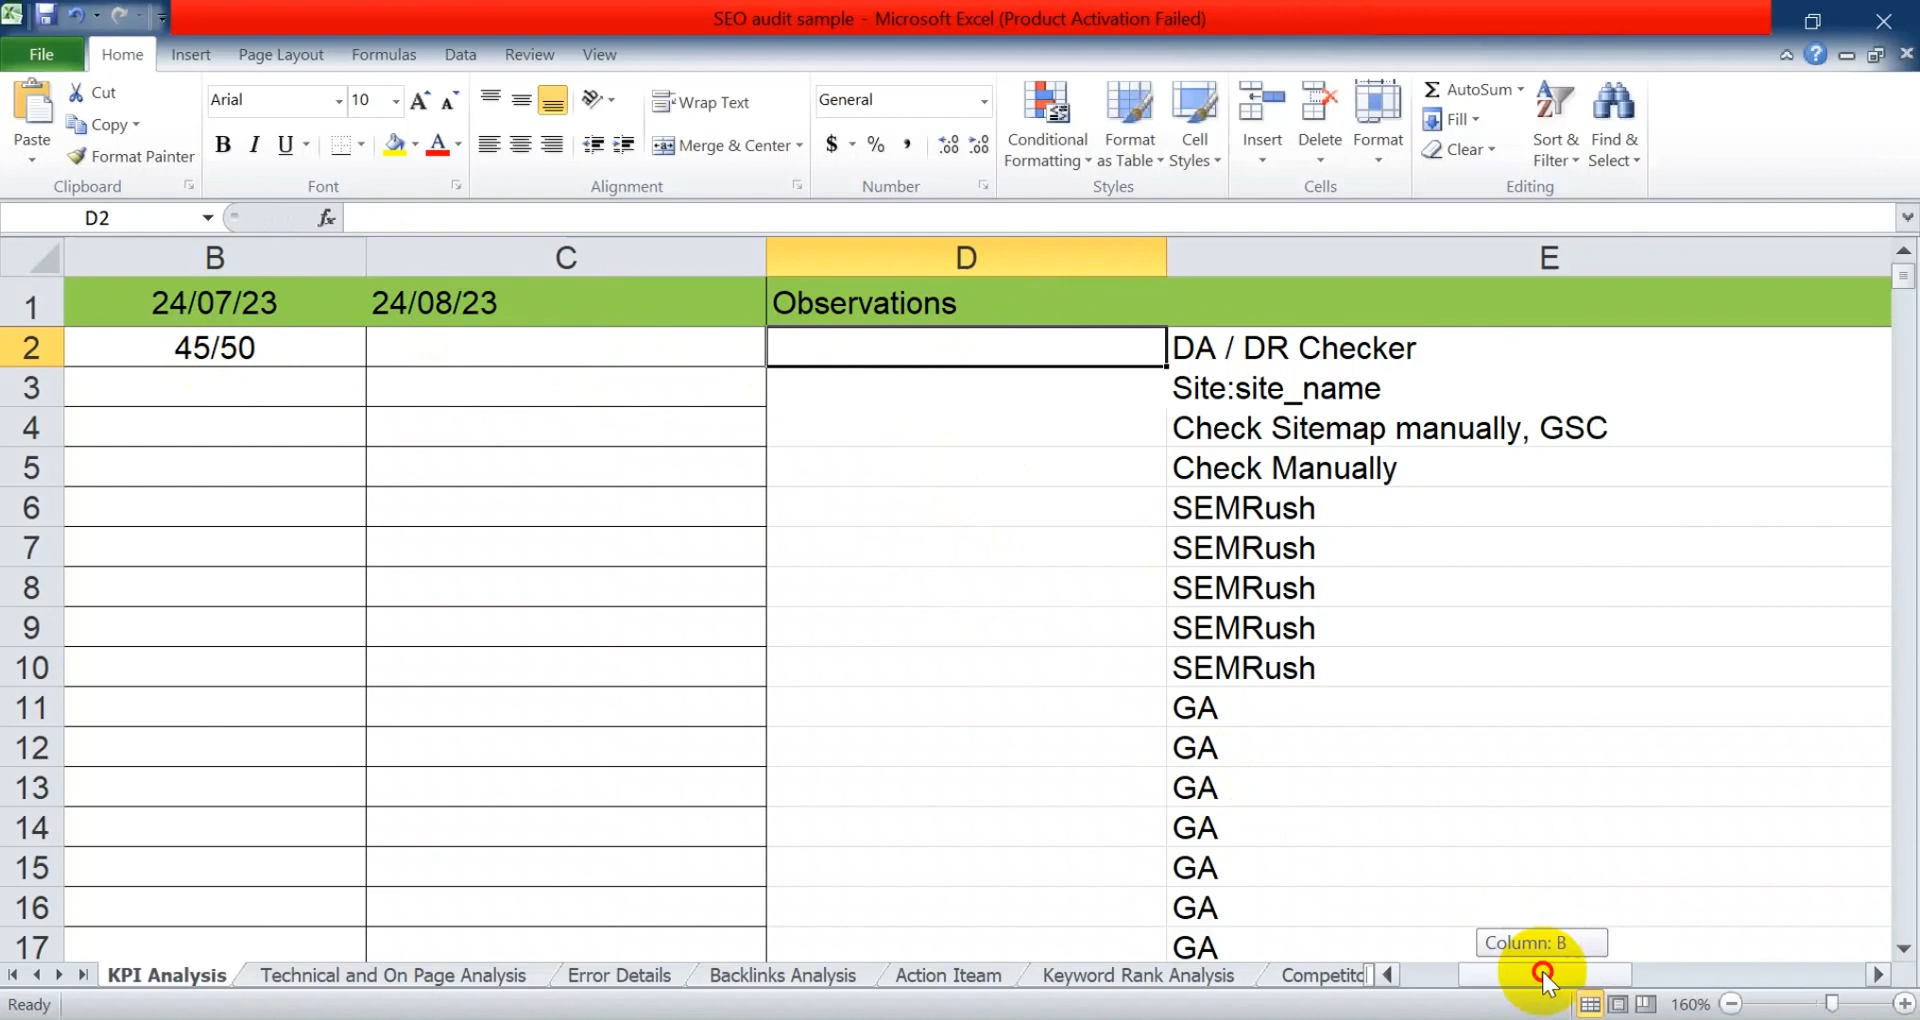 SEO audit sample - Microsoft Excel (Product Activation Failed)
File Home Insert Page Layout Formulas Data Review View
Paste
Cut
Copy
Format Painter
Clipboard
Arial 10
B I U
Font
Wrap Text
Merge & Center
Alignment
General
$ % ,
Number
Conditional Formatting
Format as Table
Cell Styles
Styles
Insert
Delete
Format
Cells
Σ AutoSum
Fill
Clear
Sort & Filter
Find & Select
Editing
D2 fx
B C D E
1 24/07/23 24/08/23 Observations
2 45/50 DA / DR Checker
3 Site:site_name
4 Check Sitemap manually, GSC
5 Check Manually
6 SEMRush
7 SEMRush
8 SEMRush
9 SEMRush
10 SEMRush
11 GA
12 GA
13 GA
14 GA
15 GA
16 GA
17 GA
Column: B
KPI Analysis Technical and On Page Analysis Error Details Backlinks Analysis Action Iteam Keyword Rank Analysis Competito
Ready 160%